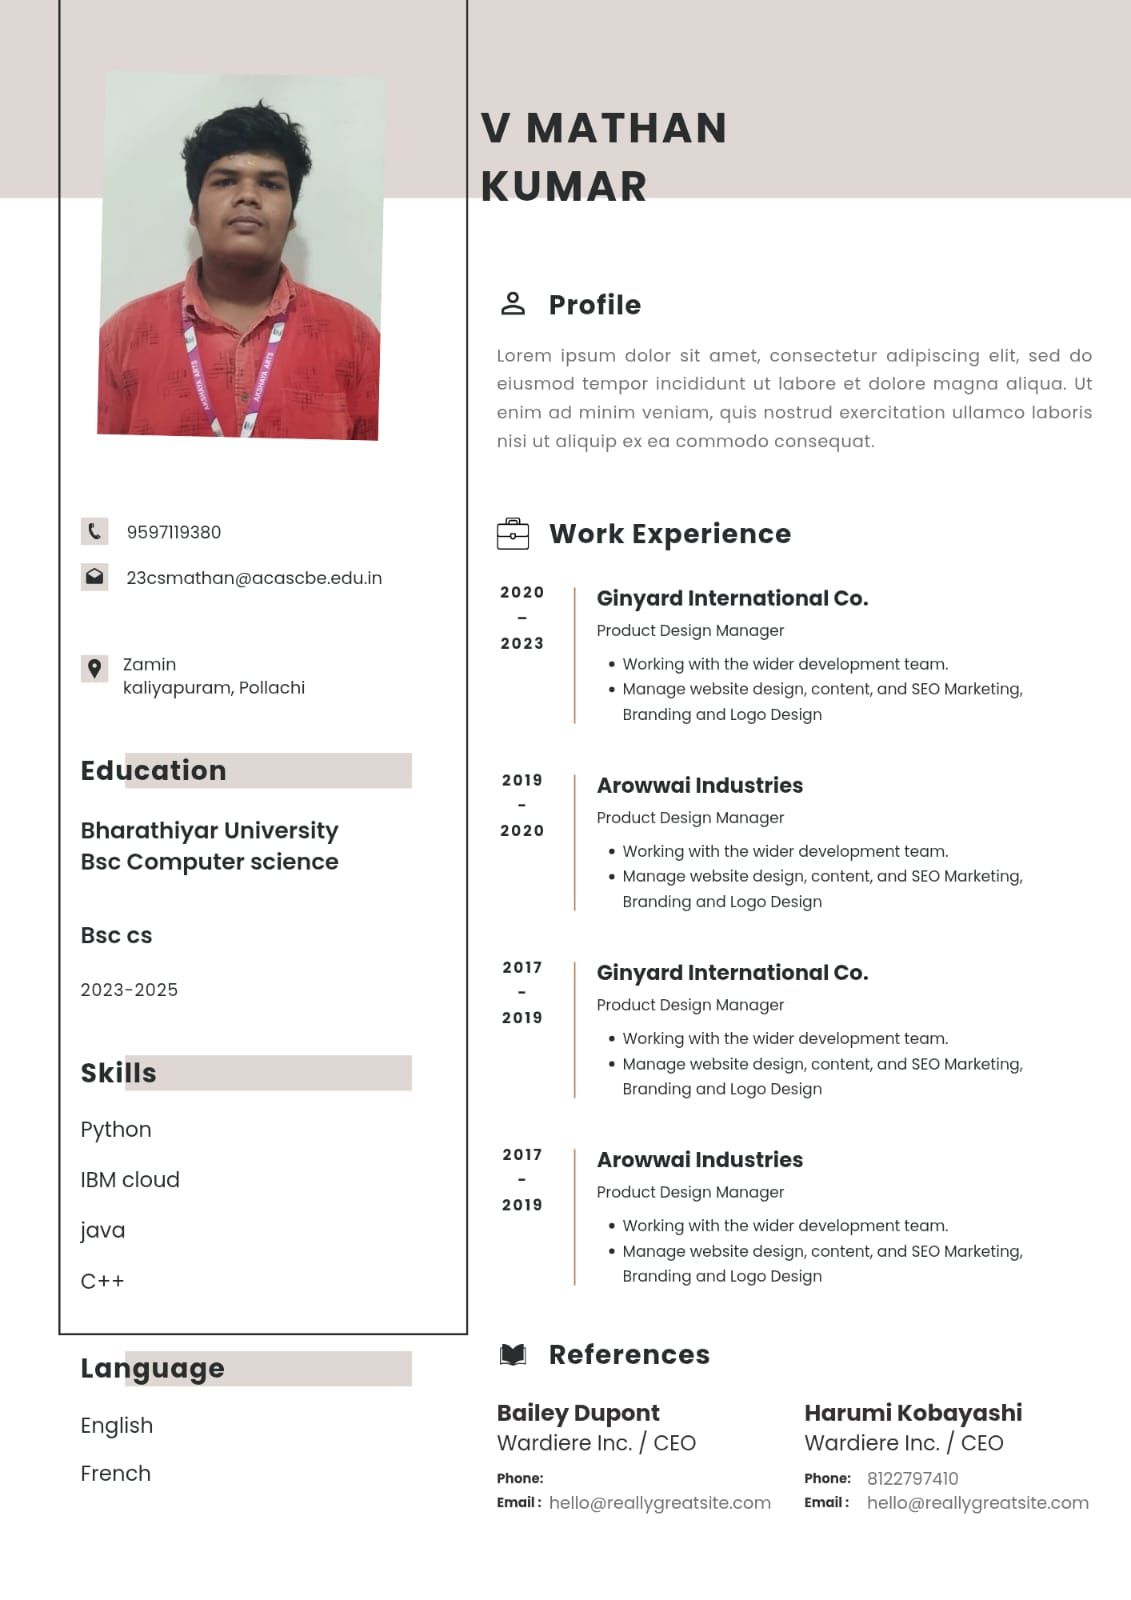 V MATHAN
KUMAR
AKSHAYA ARTS
AKSHAYA ARTS
9597119380
23csmathan@acascbe.edu.in
Zamin
kaliyapuram, Pollachi
Education
Bharathiyar University
Bsc Computer science
Bsc cs
2023-2025
Skills
Python
IBM cloud
java
C++
Language
English
French
Profile
Lorem ipsum dolor sit amet, consectetur adipiscing elit, sed do
eiusmod tempor incididunt ut labore et dolore magna aliqua. Ut
enim ad minim veniam, quis nostrud exercitation ullamco laboris
nisi ut aliquip ex ea commodo consequat.
Work Experience
2020
–
2023
Ginyard International Co.
Product Design Manager
• Working with the wider development team.
• Manage website design, content, and SEO Marketing,
Branding and Logo Design
2019
-
2020
Arowwai Industries
Product Design Manager
• Working with the wider development team.
• Manage website design, content, and SEO Marketing,
Branding and Logo Design
2017
-
2019
Ginyard International Co.
Product Design Manager
• Working with the wider development team.
• Manage website design, content, and SEO Marketing,
Branding and Logo Design
2017
-
2019
Arowwai Industries
Product Design Manager
• Working with the wider development team.
• Manage website design, content, and SEO Marketing,
Branding and Logo Design
References
Bailey Dupont
Wardiere Inc. / CEO
Phone:
Email : hello@reallygreatsite.com
Harumi Kobayashi
Wardiere Inc. / CEO
Phone: 8122797410
Email : hello@reallygreatsite.com